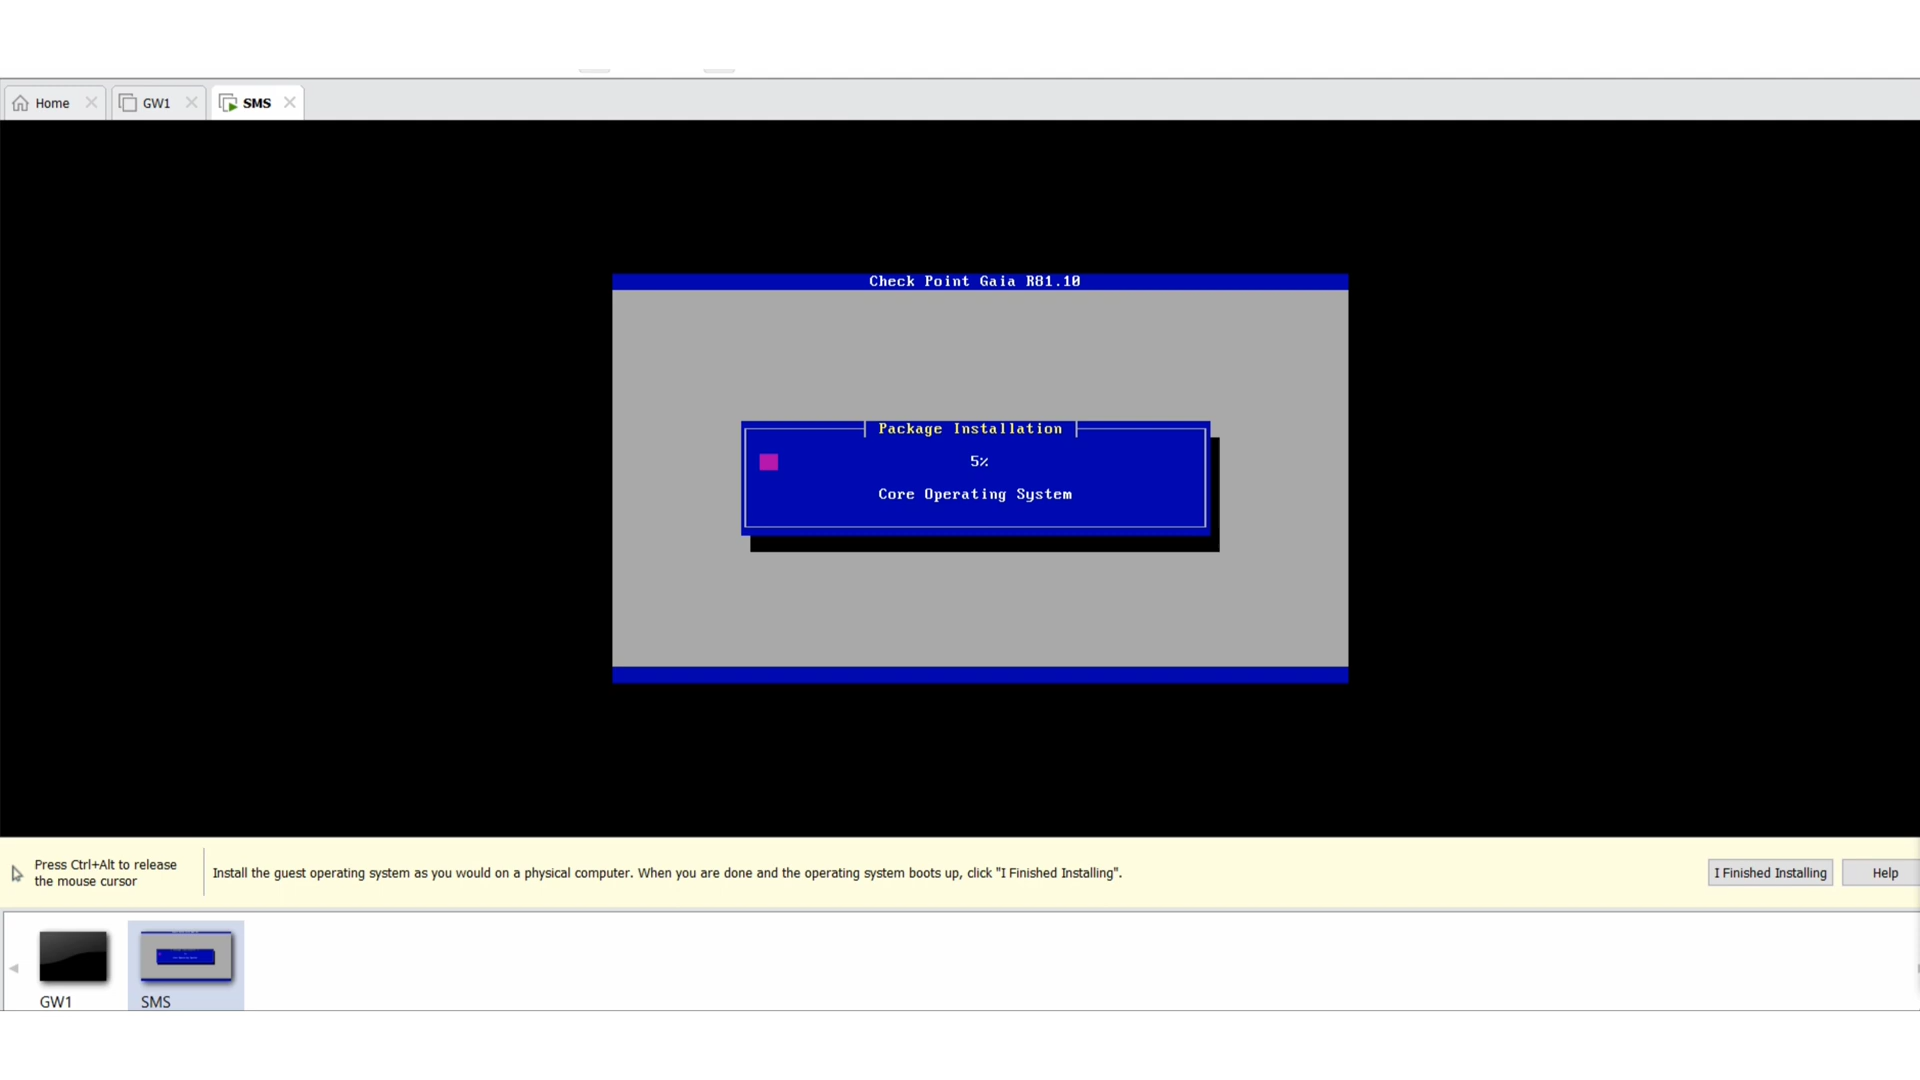 Home
GW1
SMS
Check Point Gaia R81.10
Package Installation
5%
Core Operating System
Press Ctrl+Alt to release
the mouse cursor
Install the guest operating system as you would on a physical computer. When you are done and the operating system boots up, click "I Finished Installing".
I Finished Installing
Help
GW1
SMS